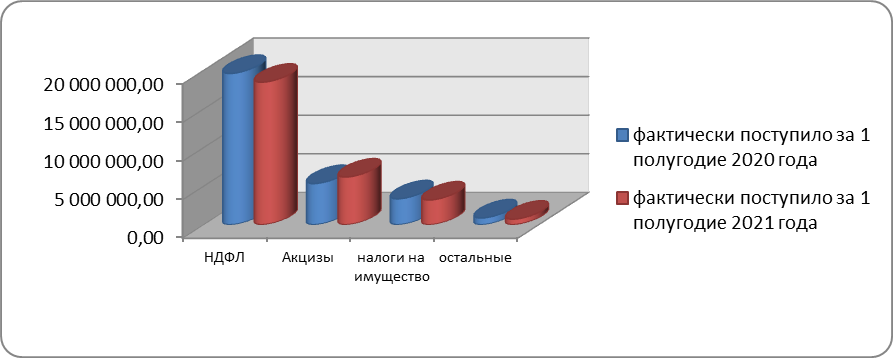 20 000 000,00
15 000 000,00
10 000 000,00
5 000 000,00
0,00
НДФЛ
Акцизы
налоги на
имущество
остальные
фактически поступило за 1
полугодие 2020 года
фактически поступило за 1
полугодие 2021 года